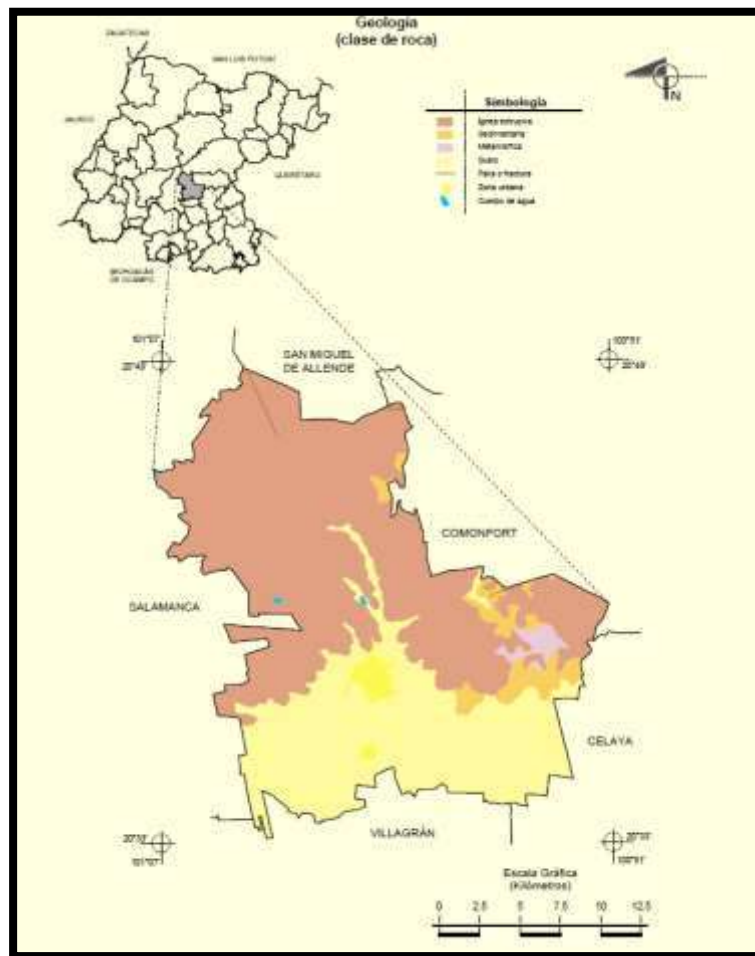 Geología
(clase de roca)
ZACATECAS
SAN LUIS POTOSÍ
JALISCO
QUERÉTARO
MICHOACÁN
DE OCAMPO
N
Simbología
Ígnea extrusiva
Sedimentaria
Metamórfica
Suelo
Falla o fractura
Zona urbana
Cuerpo de agua
SAN MIGUEL
DE ALLENDE
COMONFORT
SALAMANCA
CELAYA
VILLAGRÁN
Escala Gráfica
(Kilómetros)
0 2.5 5 7.5 10 12.5